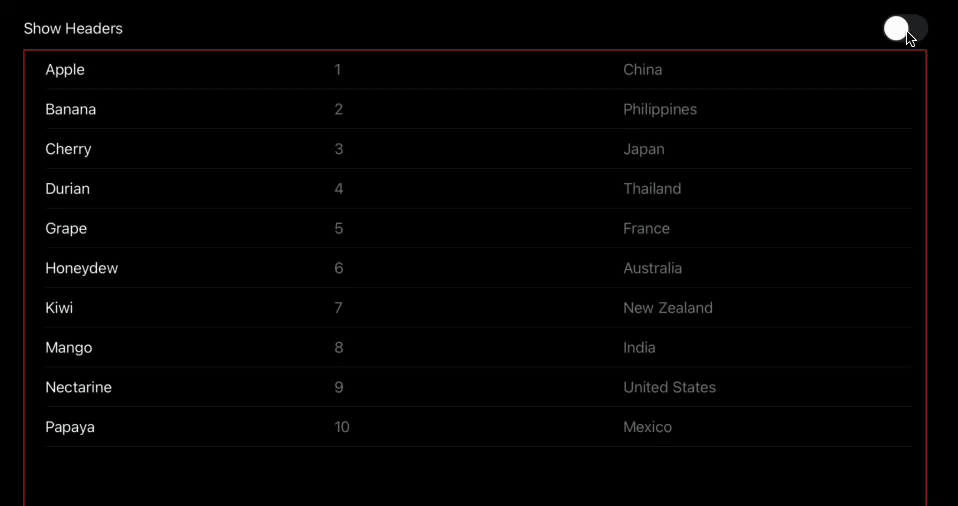 Show Headers
Apple 1 China
Banana 2 Philippines
Cherry 3 Japan
Durian 4 Thailand
Grape 5 France
Honeydew 6 Australia
Kiwi 7 New Zealand
Mango 8 India
Nectarine 9 United States
Papaya 10 Mexico